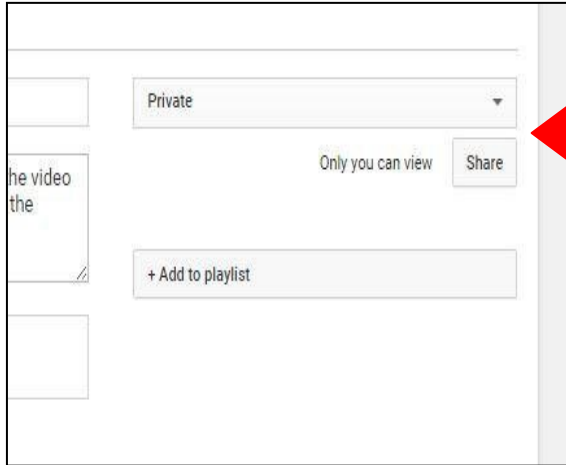 Private
Only you can view
Share
he video
the
+ Add to playlist